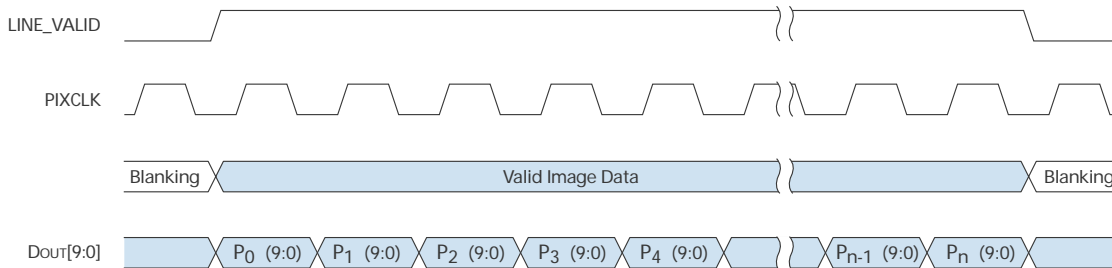 LINE_VALID
PIXCLK
Blanking Valid Image Data Blanking
DOUT[9:0] P0 (9:0) P1 (9:0) P2 (9:0) P3 (9:0) P4 (9:0) Pn-1 (9:0) Pn (9:0)